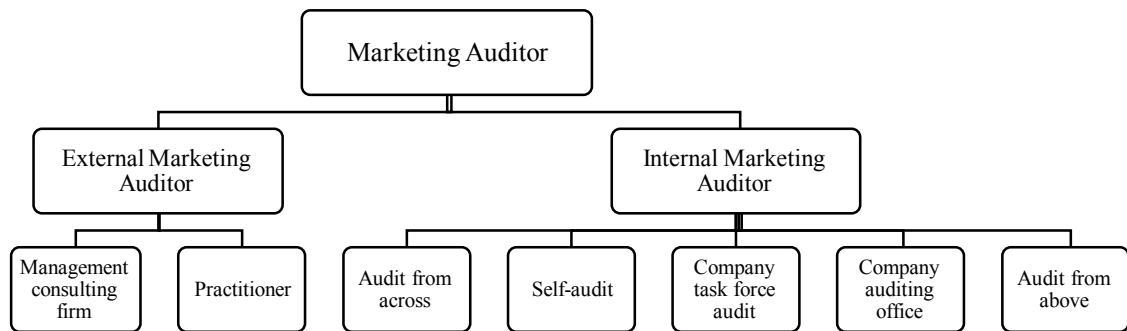 Marketing Auditor
External Marketing
Auditor
Internal Marketing
Auditor
Management
consulting
firm
Practitioner
Audit from
across
Self-audit
Company
task force
audit
Company
auditing
office
Audit from
above